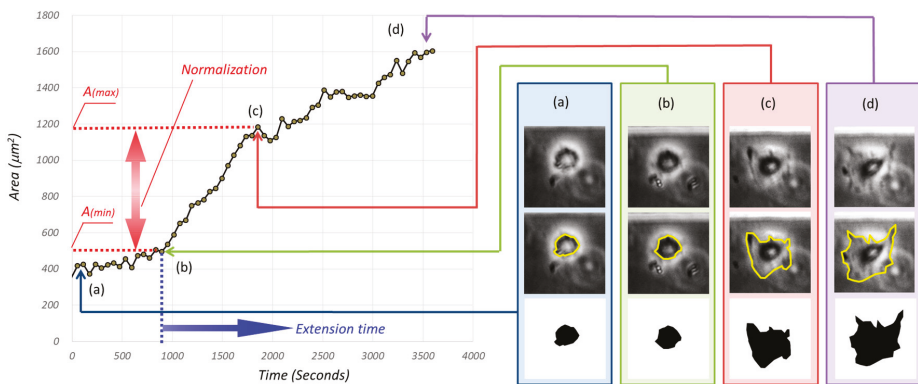 1800
1600
1400
1200
1000
800
600
400
200
0
Area (μm²)
0 500 1000 1500 2000 2500 3000 3500 4000
Time (Seconds)
A(max)
A(min)
Normalization
Extension time
(a)
(b)
(c)
(d)
(a) (b) (c) (d)